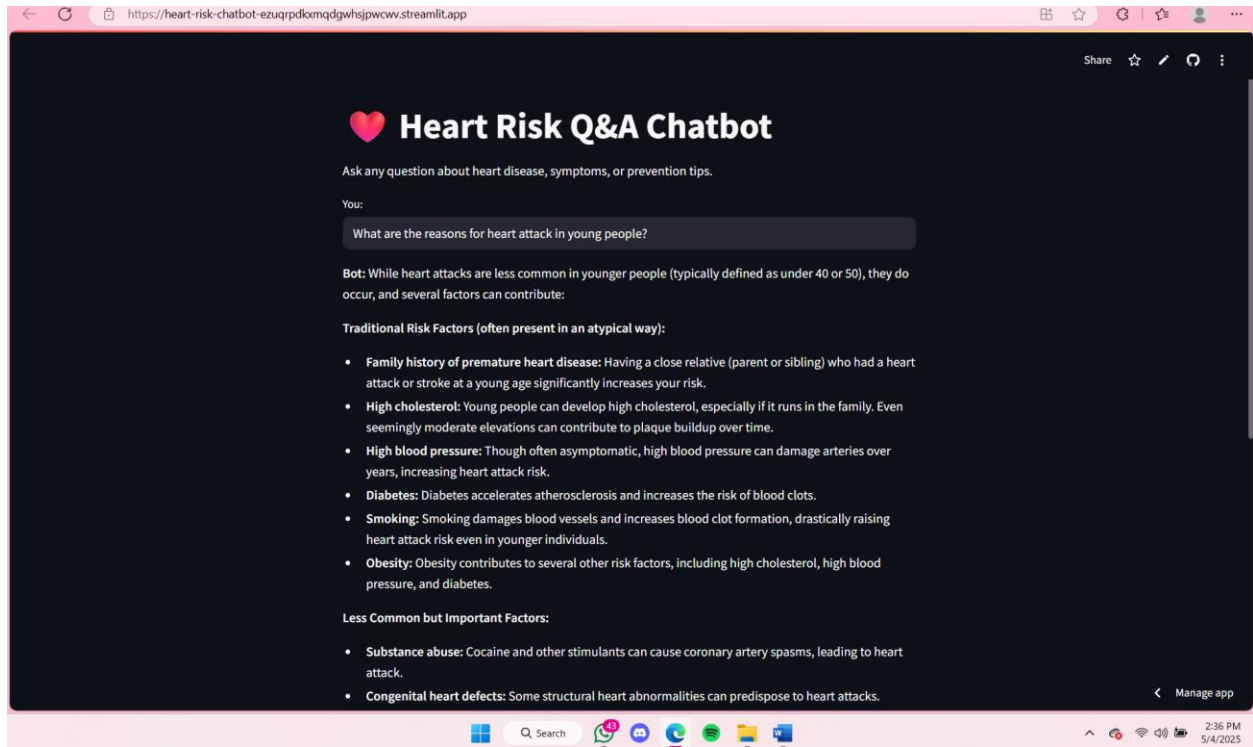 https://heart-risk-chatbot-ezuqrpdkxmqdgwhsjpwcwv.streamlit.app
Share
Heart Risk Q&A Chatbot
Ask any question about heart disease, symptoms, or prevention tips.
You:
What are the reasons for heart attack in young people?
Bot: While heart attacks are less common in younger people (typically defined as under 40 or 50), they do
occur, and several factors can contribute:
Traditional Risk Factors (often present in an atypical way):
• Family history of premature heart disease: Having a close relative (parent or sibling) who had a heart
attack or stroke at a young age significantly increases your risk.
• High cholesterol: Young people can develop high cholesterol, especially if it runs in the family. Even
seemingly moderate elevations can contribute to plaque buildup over time.
• High blood pressure: Though often asymptomatic, high blood pressure can damage arteries over
years, increasing heart attack risk.
• Diabetes: Diabetes accelerates atherosclerosis and increases the risk of blood clots.
• Smoking: Smoking damages blood vessels and increases blood clot formation, drastically raising
heart attack risk even in younger individuals.
• Obesity: Obesity contributes to several other risk factors, including high cholesterol, high blood
pressure, and diabetes.
Less Common but Important Factors:
• Substance abuse: Cocaine and other stimulants can cause coronary artery spasms, leading to heart
attack.
• Congenital heart defects: Some structural heart abnormalities can predispose to heart attacks.
Manage app
Search
43
2:36 PM
5/4/2025